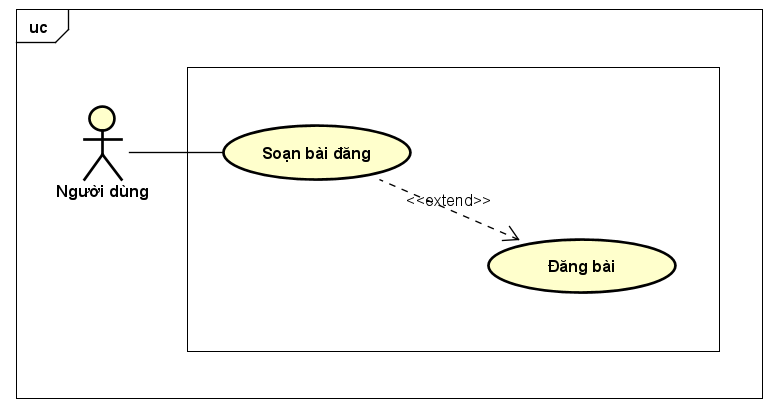 uc
Soạn bài đăng
<<extend>>
Người dùng
Đăng bài